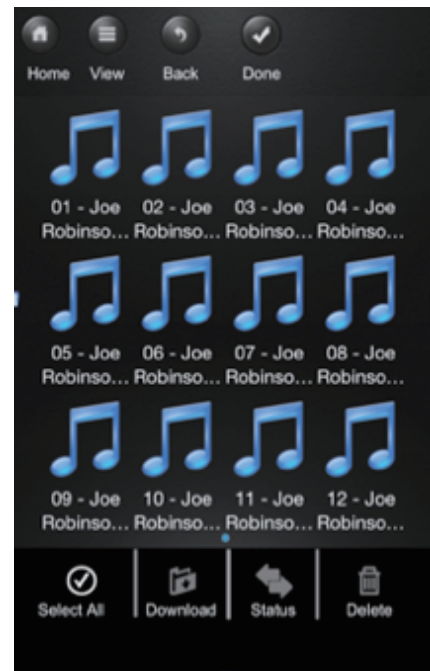 Home View Back Done
01 - Joe 02 - Joe 03 - Joe 04 - Joe
Robinso... Robinso... Robinso... Robinso...
05 - Joe 06 - Joe 07 - Joe 08 - Joe
Robinso... Robinso... Robinso... Robinso...
09 - Joe 10 - Joe 11 - Joe 12 - Joe
Robinso... Robinso... Robinso... Robinso...
Select All Download Status Delete